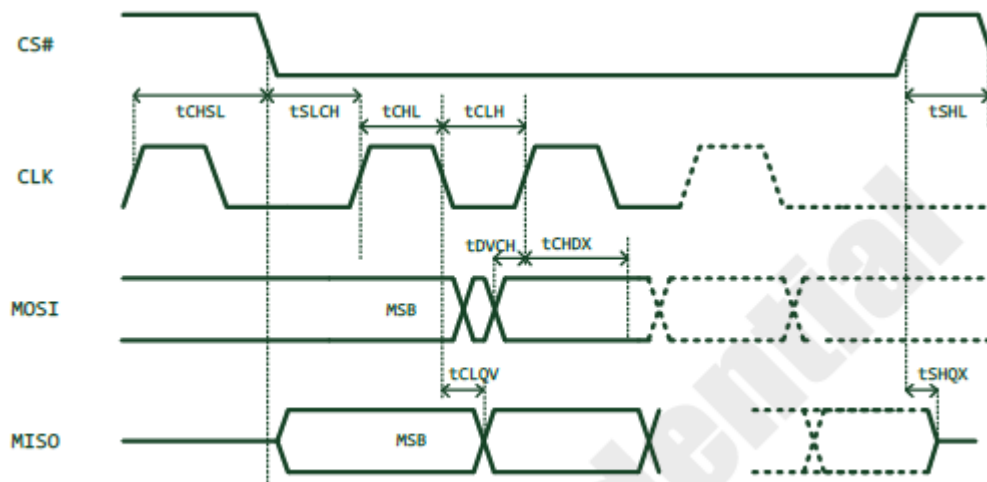 CS#
tCHSL
tSLCH
tCHL
tCLH
tSHL
CLK
tDVCH
tCHDX
MOSI
MSB
tCLQV
tSHQX
MISO
MSB